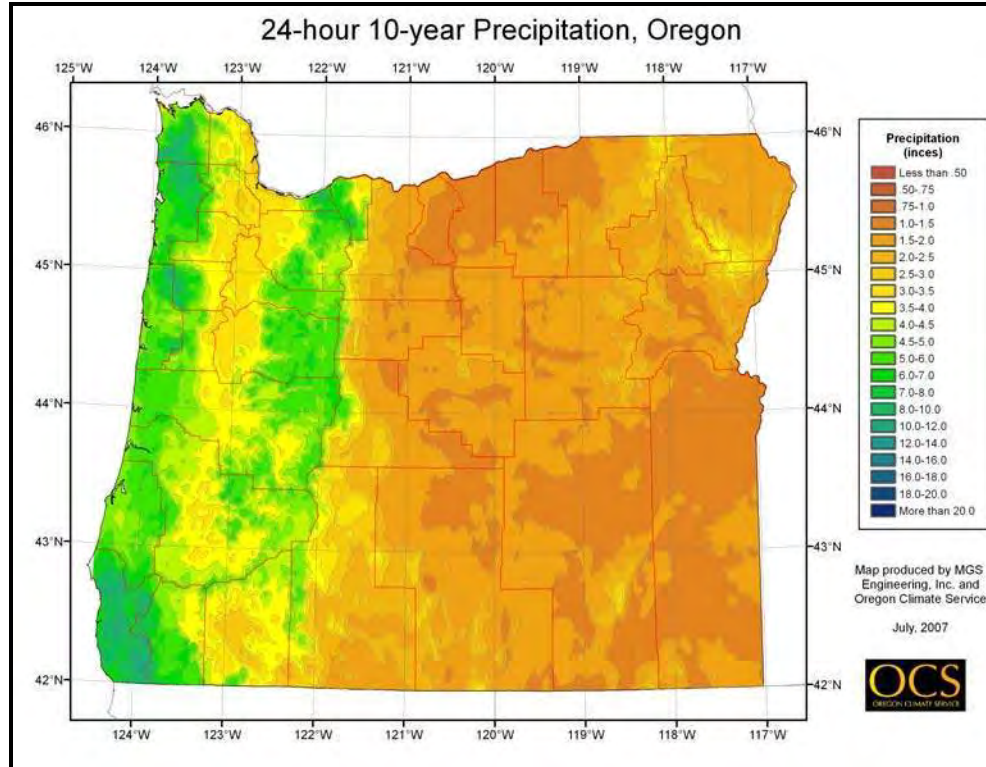 24-hour 10-year Precipitation, Oregon
125°W 124°W 123°W 122°W 121°W 120°W 119°W 118°W 117°W
46°N 46°N
45°N 45°N
44°N 44°N
43°N 43°N
42°N 42°N
124°W 123°W 122°W 121°W 120°W 119°W 118°W 117°W
Precipitation
(inces)
Less than .50
.50-.75
.75-1.0
1.0-1.5
1.5-2.0
2.0-2.5
2.5-3.0
3.0-3.5
3.5-4.0
4.0-4.5
4.5-5.0
5.0-6.0
6.0-7.0
7.0-8.0
8.0-10.0
10.0-12.0
12.0-14.0
14.0-16.0
16.0-18.0
18.0-20.0
More than 20.0
Map produced by MGS
Engineering, Inc. and
Oregon Climate Service
July, 2007
OCS
OREGON CLIMATE SERVICE